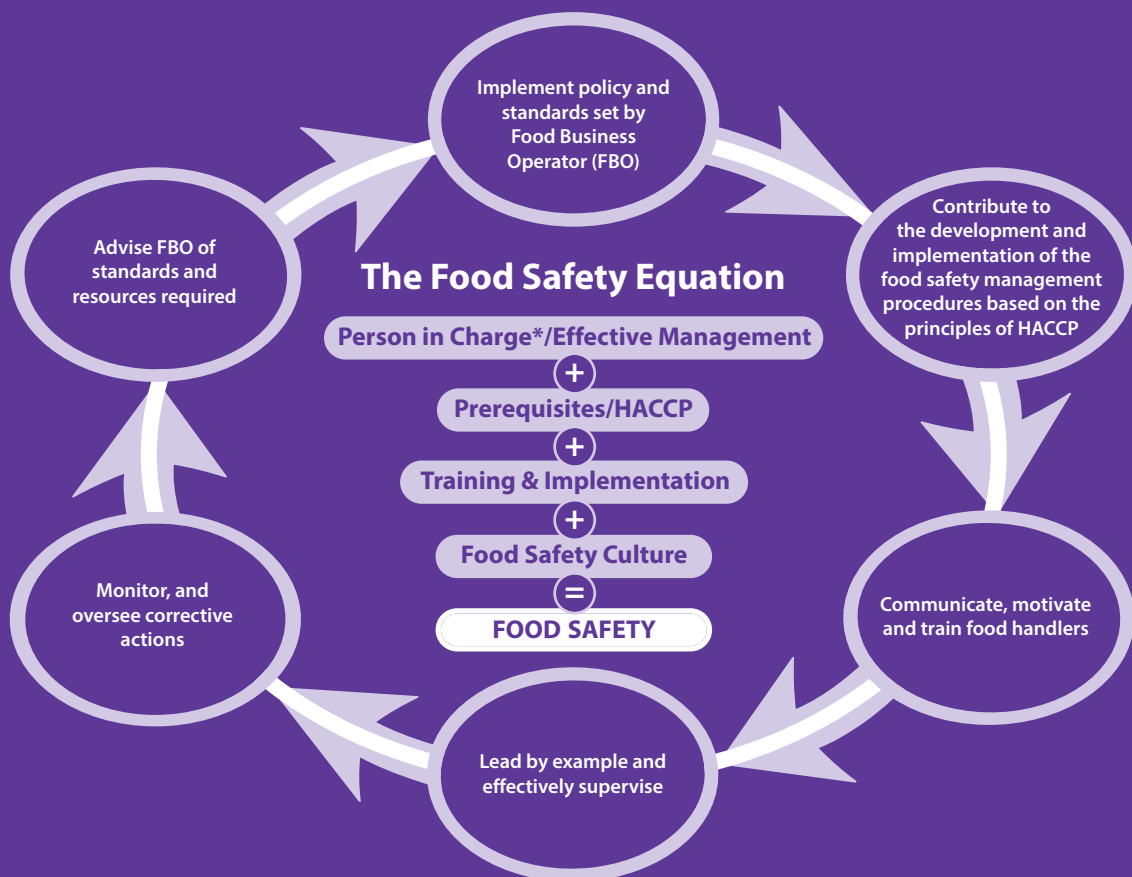 Implement policy and
standards set by
Food Business
Operator (FBO)
Contribute to
the development and
implementation of the
food safety management
procedures based on the
principles of HACCP
Communicate, motivate
and train food handlers
Lead by example and
effectively supervise
Monitor, and
oversee corrective
actions
Advise FBO of
standards and
resources required
The Food Safety Equation
Person in Charge*/Effective Management
+
Prerequisites/HACCP
+
Training & Implementation
+
Food Safety Culture
=
FOOD SAFETY